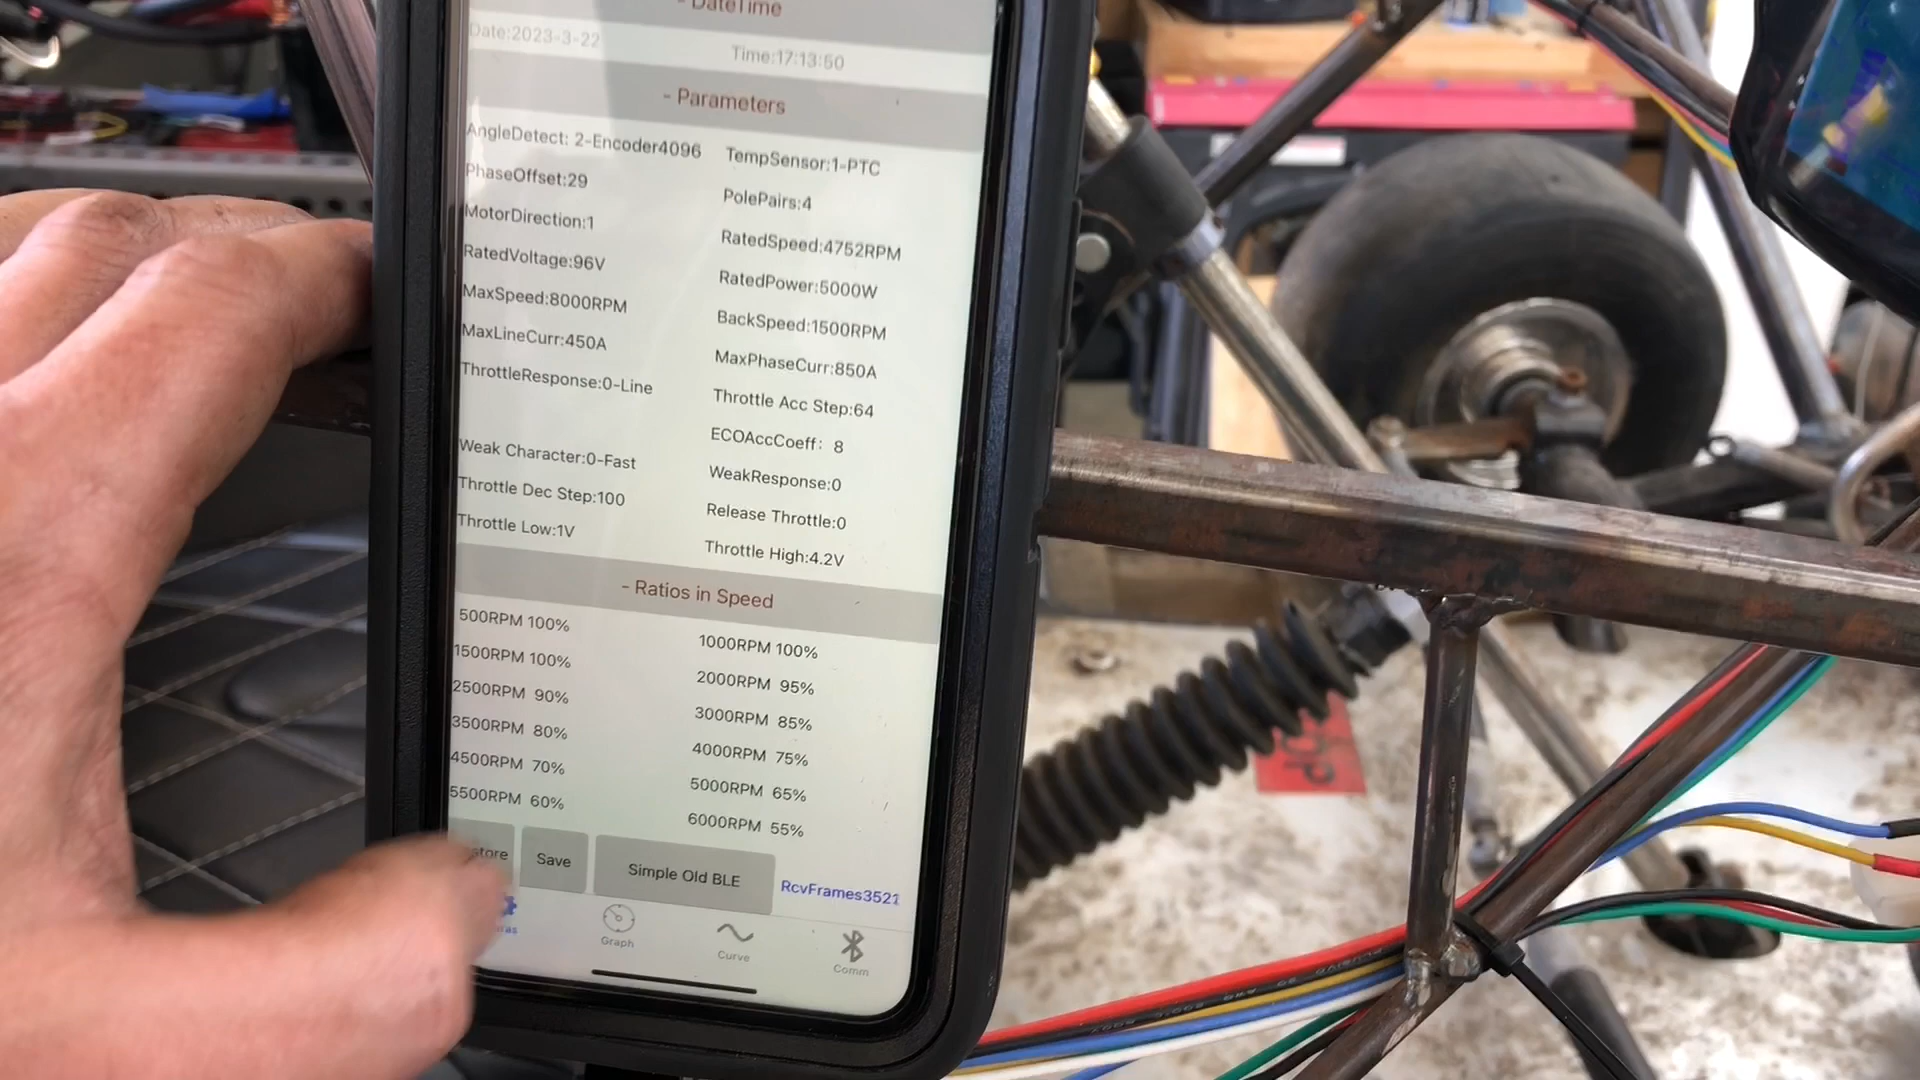 - DateTime
Date:2023-3-22
Time:17:13:50
- Parameters
AngleDetect: 2-Encoder4096
TempSensor:1-PTC
PhaseOffset:29
PolePairs:4
MotorDirection:1
RatedSpeed:4752RPM
RatedVoltage:96V
RatedPower:5000W
MaxSpeed:8000RPM
BackSpeed:1500RPM
MaxLineCurr:450A
MaxPhaseCurr:850A
ThrottleResponse:0-Line
Throttle Acc Step:64
ECOAccCoeff: 8
Weak Character:0-Fast
WeakResponse:0
Throttle Dec Step:100
Release Throttle:0
Throttle Low:1V
Throttle High:4.2V
- Ratios in Speed
500RPM 100%
1000RPM 100%
1500RPM 100%
2000RPM 95%
2500RPM 90%
3000RPM 85%
3500RPM 80%
4000RPM 75%
4500RPM 70%
5000RPM 65%
5500RPM 60%
6000RPM 55%
Save
Simple Old BLE
RcvFrames3521
Graph
Curve
Comm